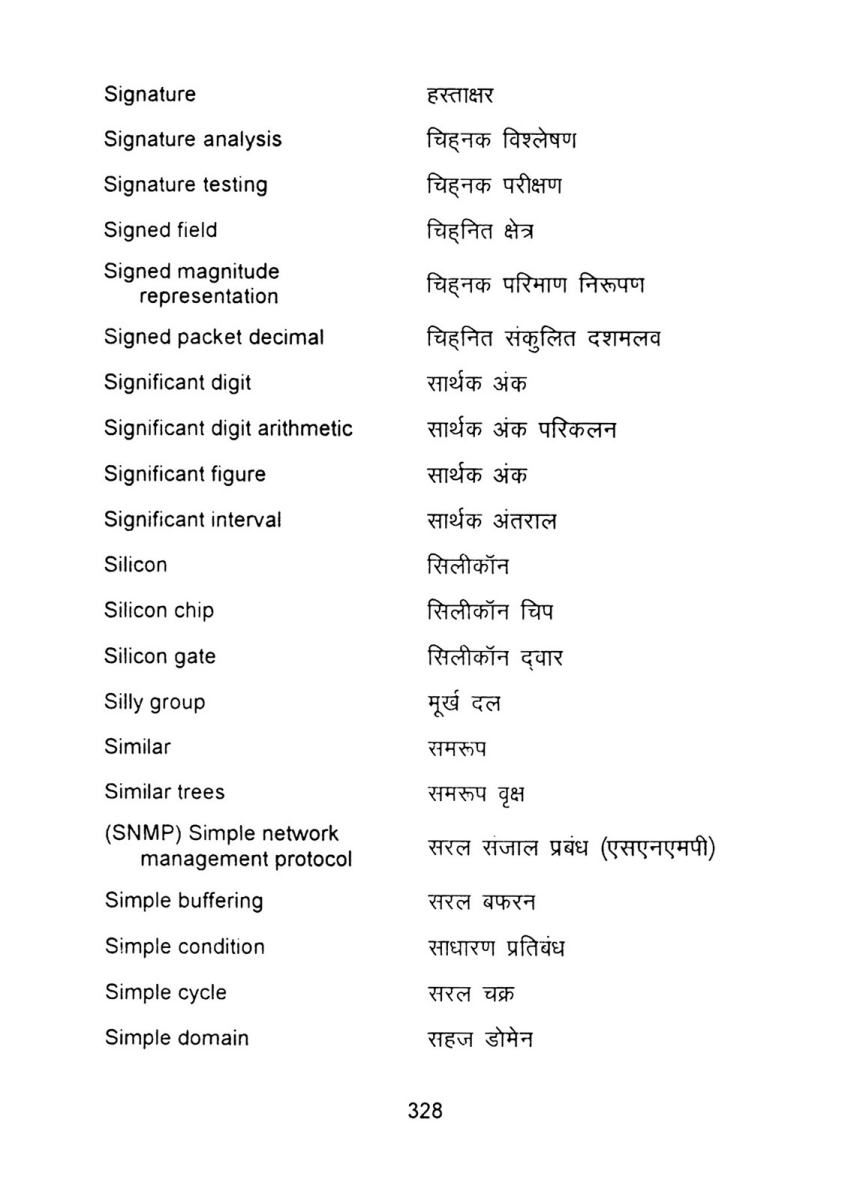 Signature हस्ताक्षर
Signature analysis चिह्नक विश्लेषण
Signature testing चिह्नक परीक्षण
Signed field चिह्नित क्षेत्र
Signed magnitude
representation चिह्नक परिमाण निरूपण
Signed packet decimal चिह्नित संकुलित दशमलव
Significant digit सार्थक अंक
Significant digit arithmetic सार्थक अंक परिकलन
Significant figure सार्थक अंक
Significant interval सार्थक अंतराल
Silicon सिलीकॉन
Silicon chip सिलीकॉन चिप
Silicon gate सिलीकॉन द्वार
Silly group मूर्ख दल
Similar समरूप
Similar trees समरूप वृक्ष
(SNMP) Simple network
management protocol सरल संजाल प्रबंध (एसएनएमपी)
Simple buffering सरल बफरन
Simple condition साधारण प्रतिबंध
Simple cycle सरल चक्र
Simple domain सहज डोमेन
328